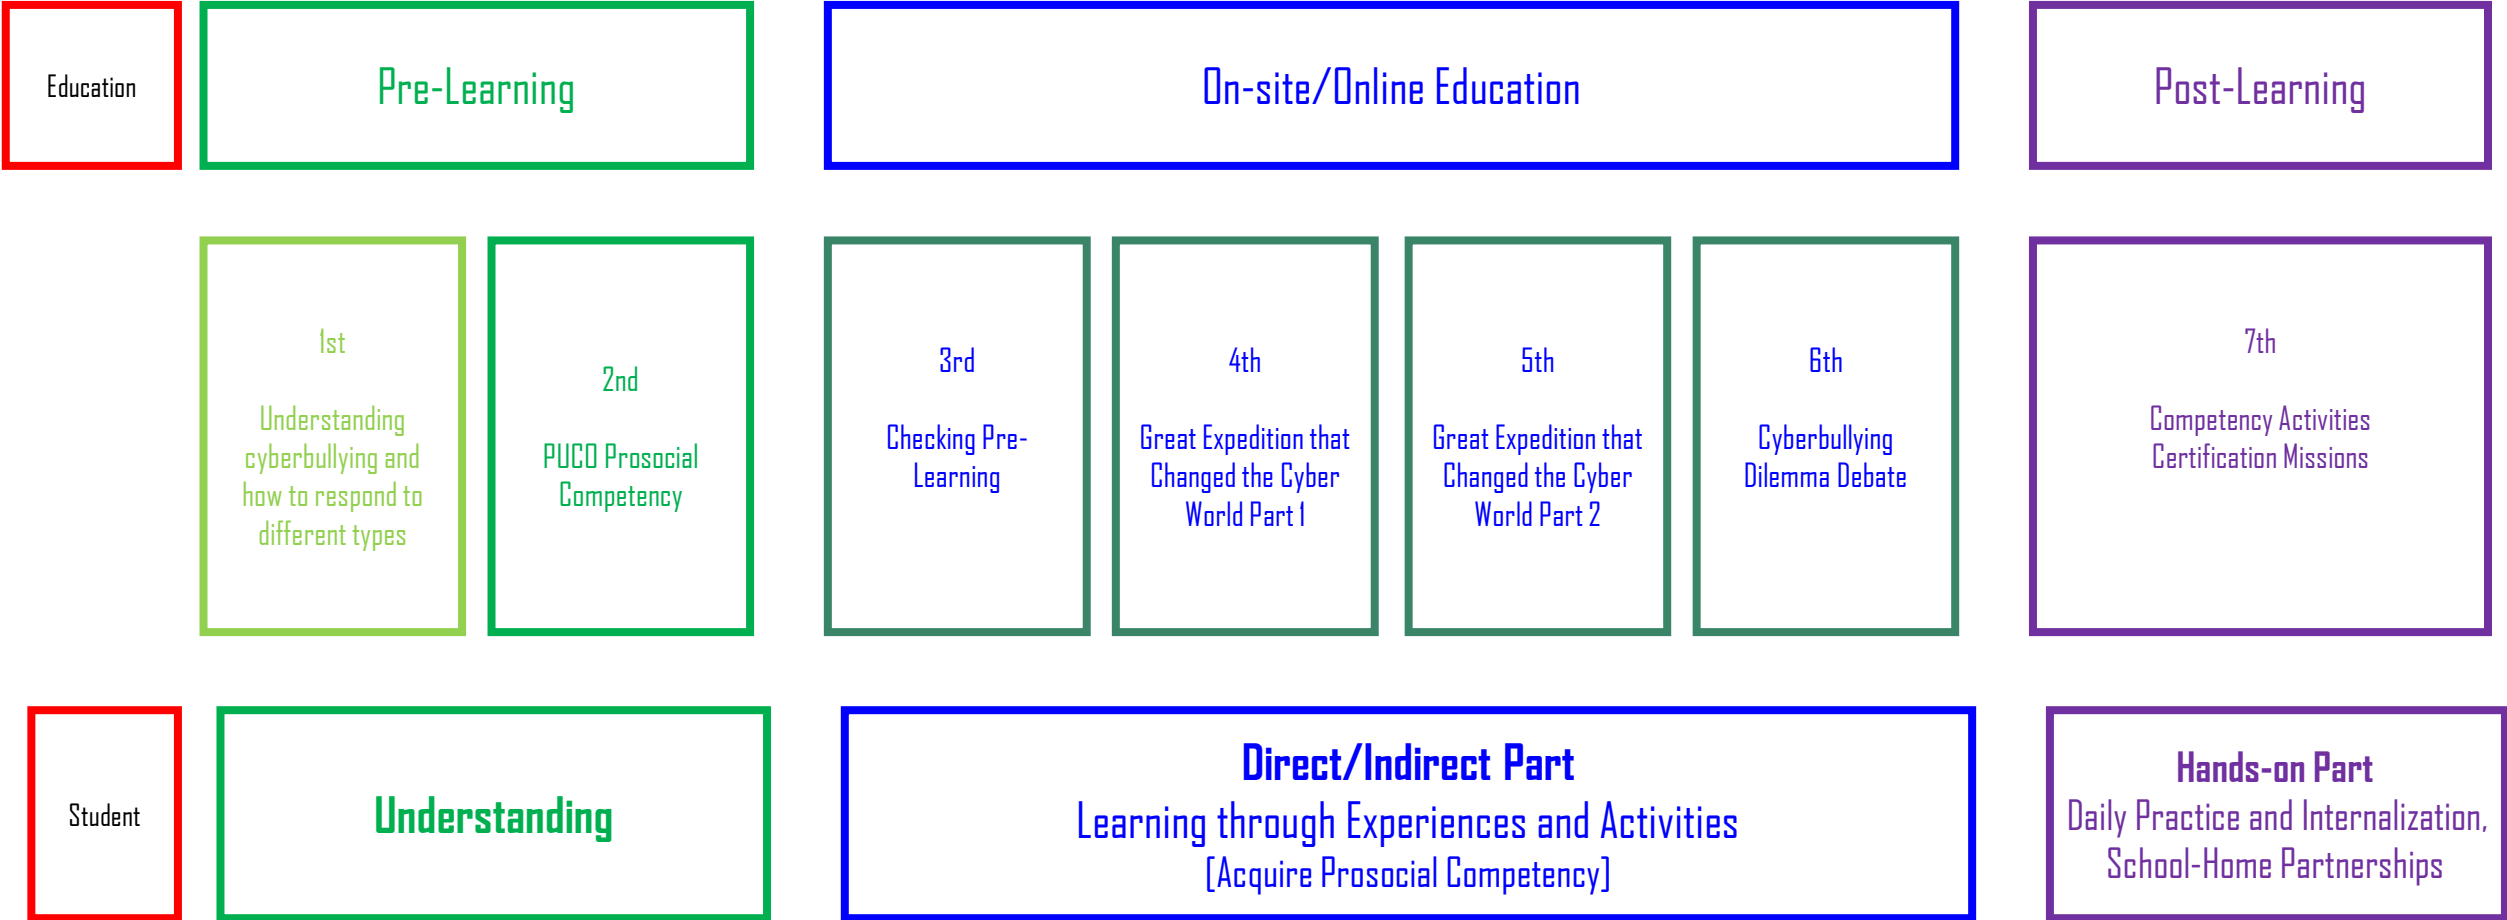 Education
Pre-Learning
On-site/Online Education
Post-Learning
1st
Understanding
cyberbullying and
how to respond to
different types
2nd
PUCO Prosocial
Competency
3rd
Checking Pre-
Learning
4th
Great Expedition that
Changed the Cyber
World Part 1
5th
Great Expedition that
Changed the Cyber
World Part 2
6th
Cyberbullying
Dilemma Debate
7th
Competency Activities
Certification Missions
Student
Understanding
Direct/Indirect Part
Learning through Experiences and Activities
[Acquire Prosocial Competency]
Hands-on Part
Daily Practice and Internalization,
School-Home Partnerships